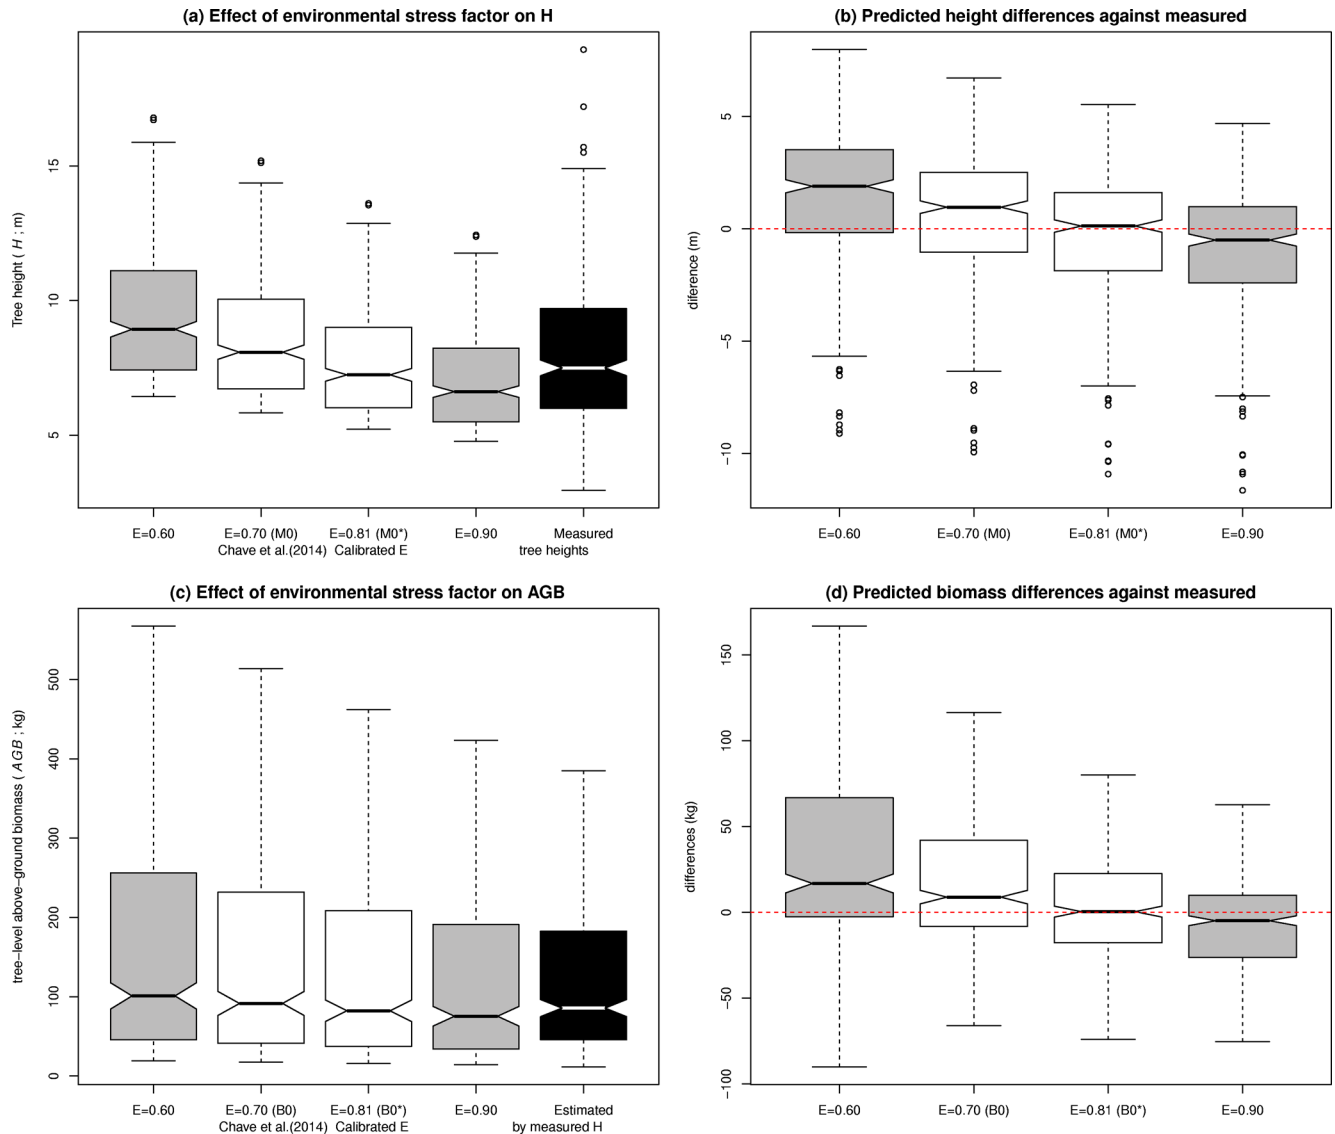 (a) Effect of environmental stress factor on H
Tree height ( H ; m)
15
10
5
E=0.60
E=0.70 (M0)
Chave et al.(2014)
E=0.81 (M0*)
Calibrated E
E=0.90
Measured
tree heights
(b) Predicted height differences against measured
diference (m)
5
0
−5
−10
E=0.60
E=0.70 (M0)
E=0.81 (M0*)
E=0.90
(c) Effect of environmental stress factor on AGB
tree−level above−ground biomass ( AGB ; kg)
500
400
300
200
100
0
E=0.60
E=0.70 (B0)
Chave et al.(2014)
E=0.81 (B0*)
Calibrated E
E=0.90
Estimated
by measured H
(d) Predicted biomass differences against measured
differences (kg)
150
100
50
0
−50
−100
E=0.60
E=0.70 (B0)
E=0.81 (B0*)
E=0.90